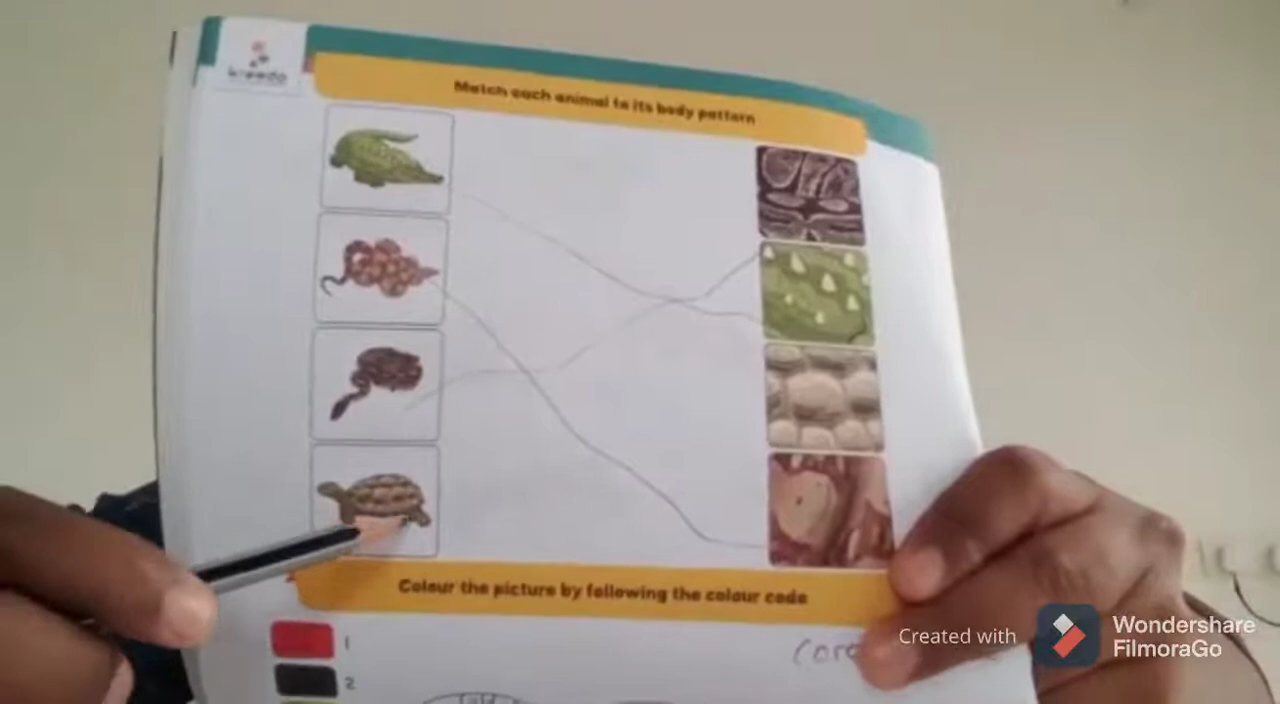 kreedo
Match each animal to its body pattern
Colour the picture by following the colour code
1
2
Created with
Wondershare
FilmoraGo